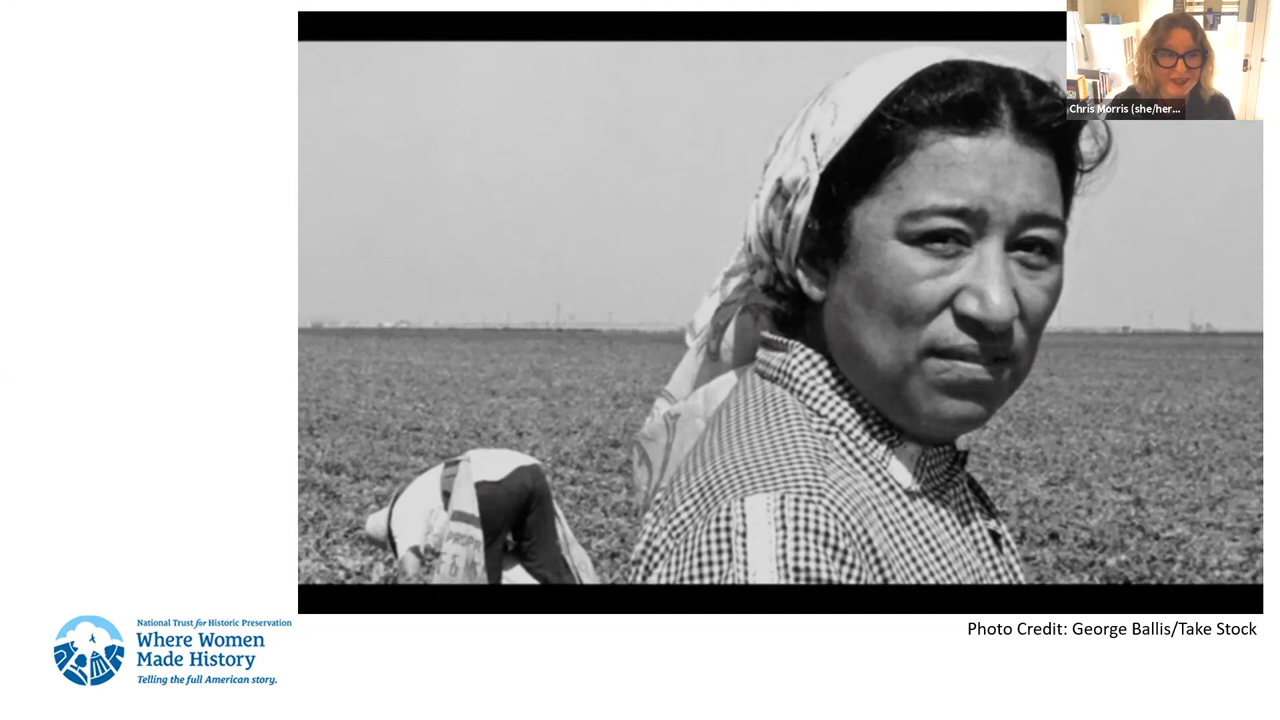 Chris Morris (she/her...
Photo Credit: George Ballis/Take Stock
National Trust for Historic Preservation
Where Women
Made History
Telling the full American story.